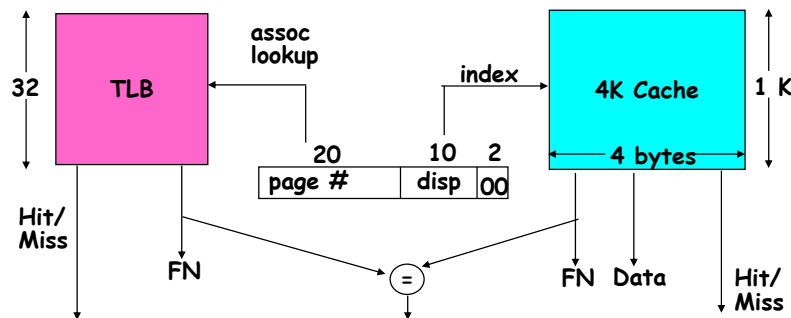 assoc
lookup
32
TLB
index
4K Cache
1 K
20
10
2
4 bytes
page #
disp
00
Hit/
Miss
FN
=
FN
Data
Hit/
Miss